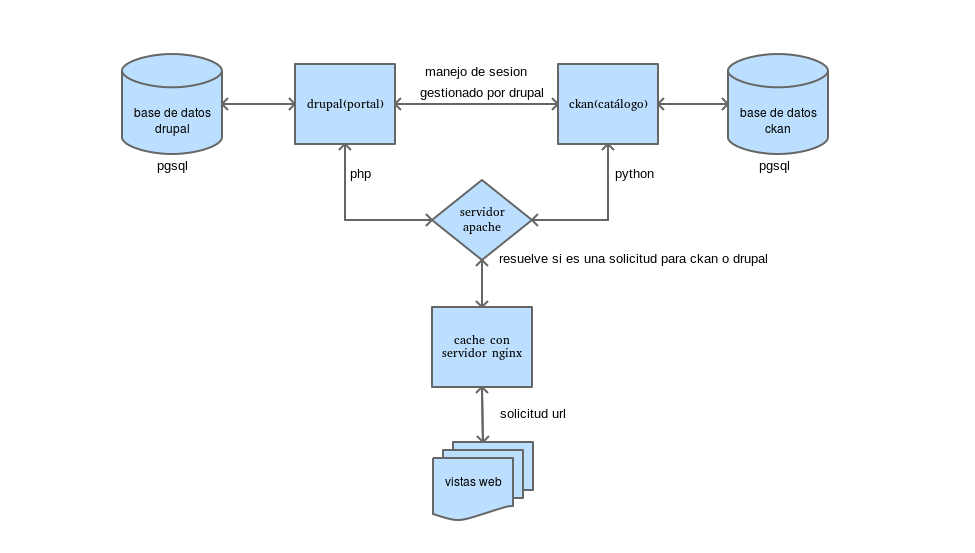 manejo de sesion
gestionado por drupal
base de datos
drupal
pgsql
drupal(portal)
ckan(catálogo)
base de datos
ckan
pgsql
php
python
servidor
apache
resuelve si es una solicitud para ckan o drupal
cache con
servidor nginx
solicitud url
vistas web